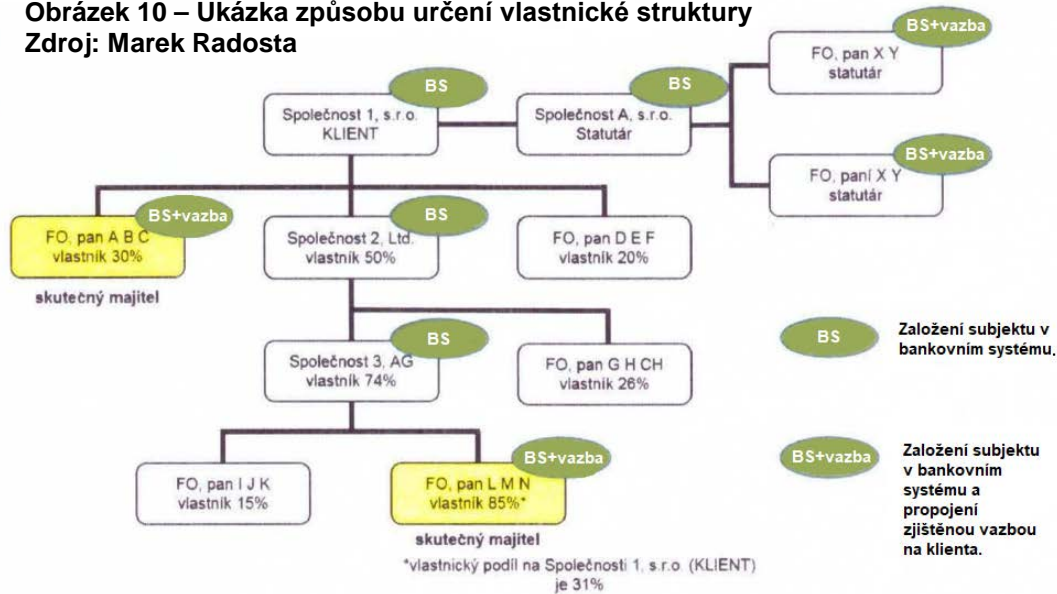 Obrázek 10 – Ukázka způsobu určení vlastnické struktury
Zdroj: Marek Radosta
BS+vazba
FO, pan X Y
statutár
BS
Společnost 1, s.r.o.
KLIENT
BS
Společnost A, s.r.o.
Statutár
BS+vazba
FO, paní X Y
statutár
BS+vazba
FO, pan A B C
vlastník 30%
skutečný majitel
BS
Společnost 2, Ltd.
vlastník 50%
FO, pan D E F
vlastník 20%
BS
Společnost 3, AG
vlastník 74%
FO, pan G H CH
vlastník 26%
FO, pan I J K
vlastník 15%
BS+vazba
FO, pan L M N
vlastník 85%*
skutečný majitel
*vlastnický podíl na Společnosti 1, s.r.o. (KLIENT)
je 31%
BS
Založení subjektu v
bankovním systému.
BS+vazba
Založení subjektu
v bankovním
systému a
propojení
zjištěnou vazbou
na klienta.